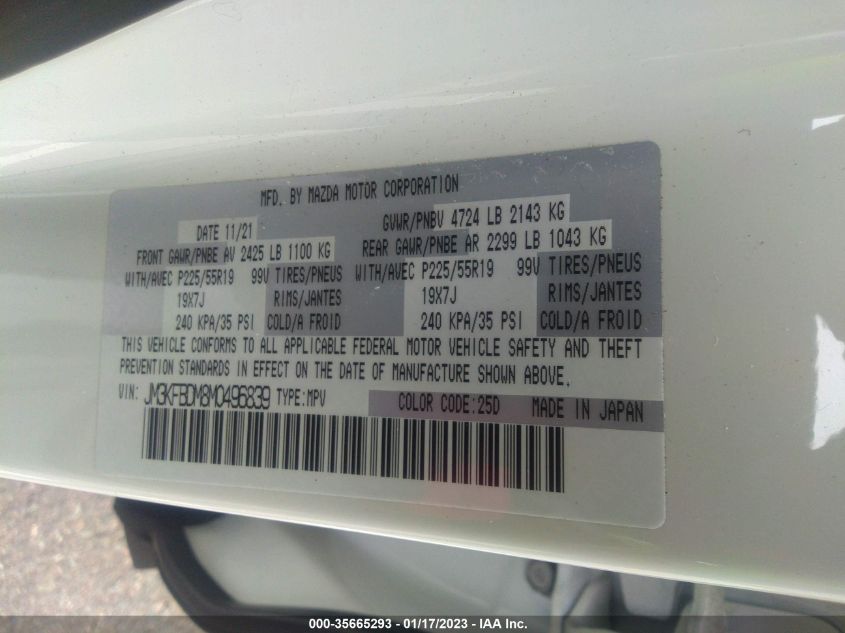 MFD. BY MAZDA MOTOR CORPORATION
DATE 11/21 GVWR/PNBV 4724 LB 2143 KG
FRONT GAWR/PNBE AV 2425 LB 1100 KG REAR GAWR/PNBE AR 2299 LB 1043 KG
WITH/AVEC P225/55R19 99V TIRES/PNEUS WITH/AVEC P225/55R19 99V TIRES/PNEUS
19X7J RIMS/JANTES 19X7J RIMS/JANTES
240 KPA/35 PSI COLD/A FROID 240 KPA/35 PSI COLD/A FROID
THIS VEHICLE CONFORMS TO ALL APPLICABLE FEDERAL MOTOR VEHICLE SAFETY AND THEFT
PREVENTION STANDARDS IN EFFECT ON THE DATE OF MANUFACTURE SHOWN ABOVE.
VIN: JM3KFBDM8M0496839 TYPE:MPV COLOR CODE:25D MADE IN JAPAN
000-35665293 - 01/17/2023 - IAA Inc.